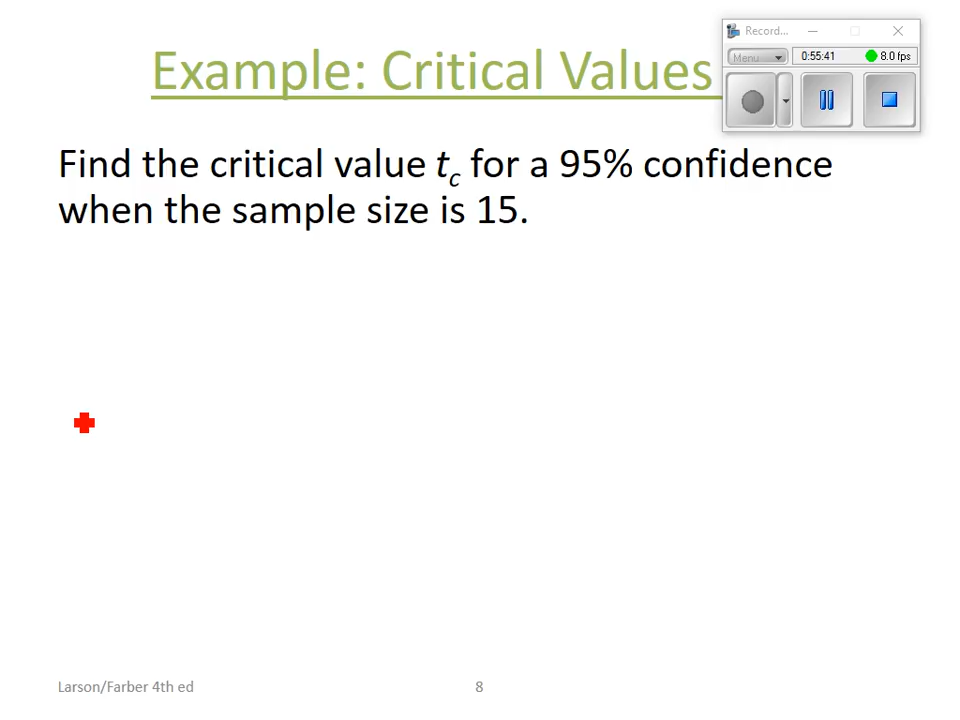 Example: Critical Values
Record...
Menu
0:55:41
8.0 fps
Find the critical value tc for a 95% confidence
when the sample size is 15.
Larson/Farber 4th ed
8